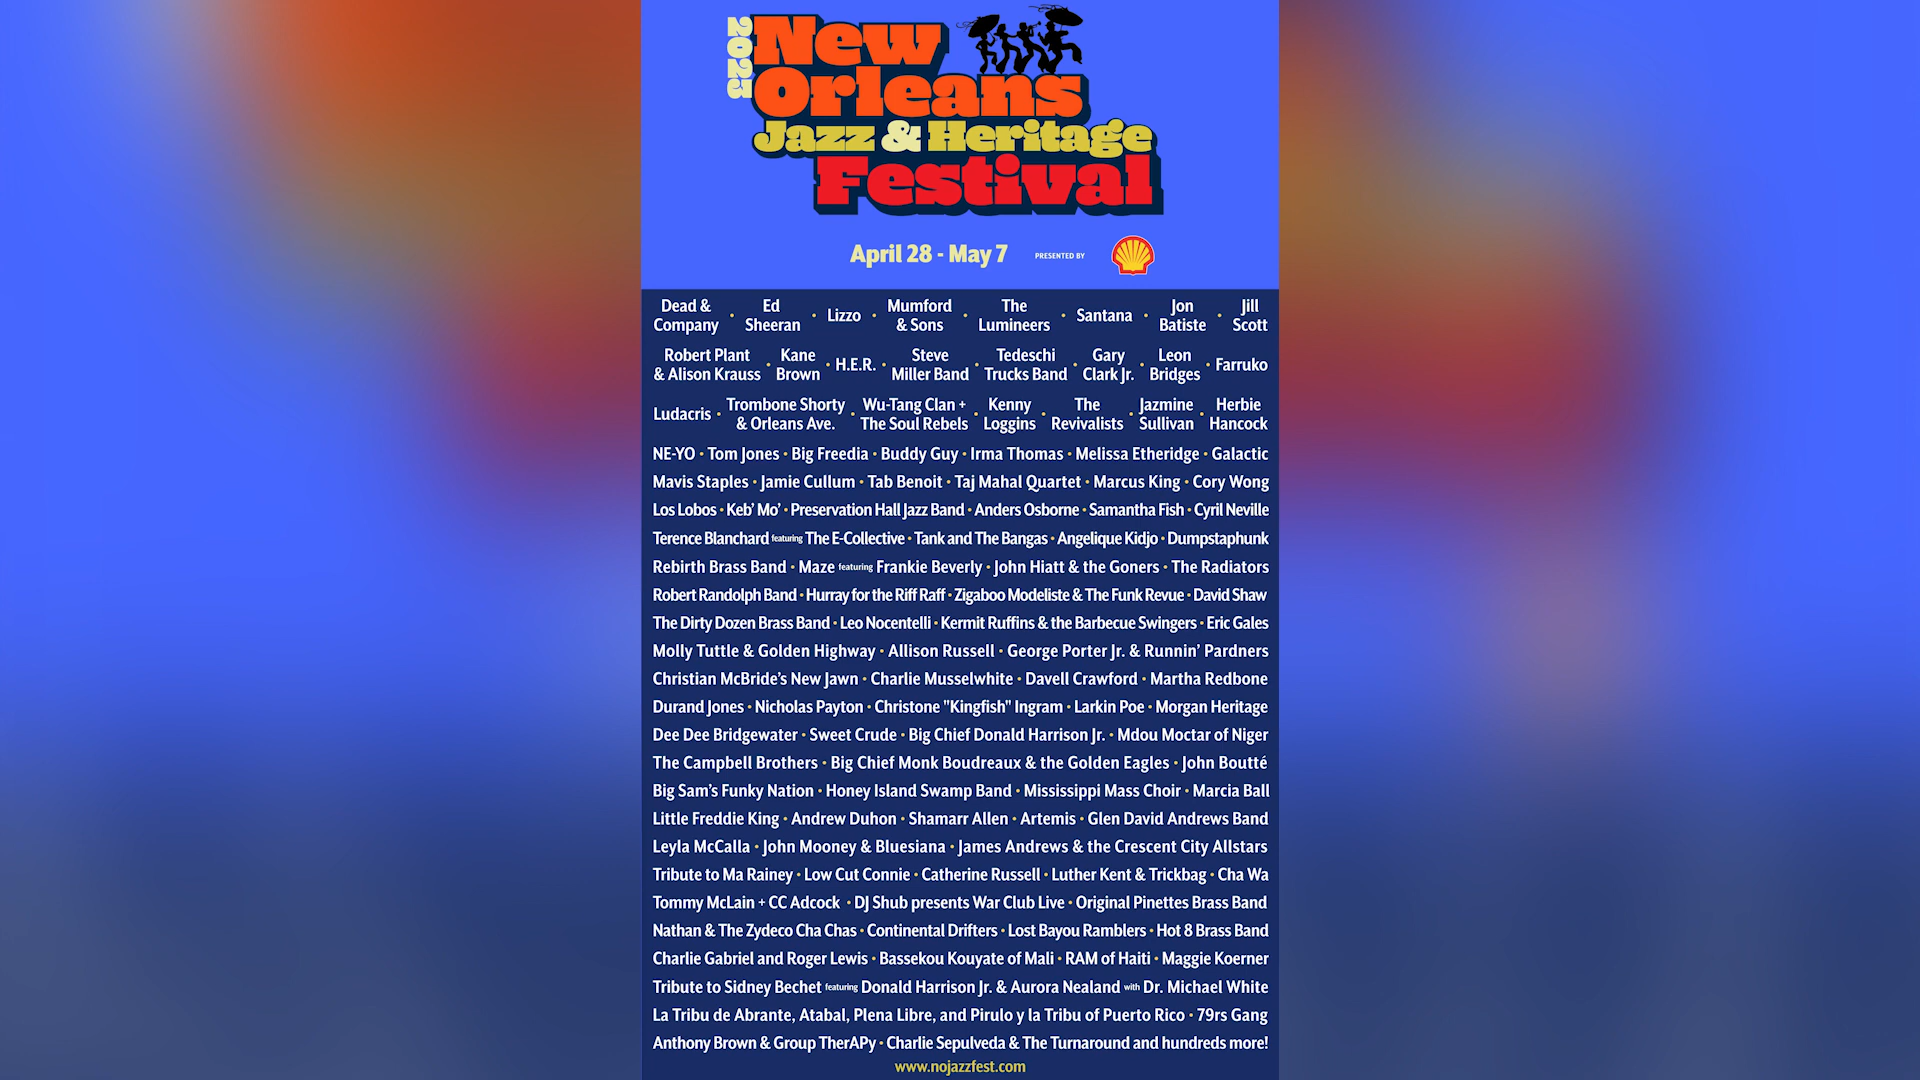 2023
New
Orleans
Jazz & Heritage
Festival
April 28 - May 7 PRESENTED BY
Dead & Company · Ed Sheeran · Lizzo · Mumford & Sons · The Lumineers · Santana · Jon Batiste · Jill Scott
Robert Plant & Alison Krauss · Kane Brown · H.E.R. · Steve Miller Band · Tedeschi Trucks Band · Gary Clark Jr. · Leon Bridges · Farruko
Ludacris · Trombone Shorty & Orleans Ave. · Wu-Tang Clan + The Soul Rebels · Kenny Loggins · The Revivalists · Jazmine Sullivan · Herbie Hancock
NE-YO · Tom Jones · Big Freedia · Buddy Guy · Irma Thomas · Melissa Etheridge · Galactic
Mavis Staples · Jamie Cullum · Tab Benoit · Taj Mahal Quartet · Marcus King · Cory Wong
Los Lobos · Keb' Mo' · Preservation Hall Jazz Band · Anders Osborne · Samantha Fish · Cyril Neville
Terence Blanchard featuring The E-Collective · Tank and The Bangas · Angelique Kidjo · Dumpstaphunk
Rebirth Brass Band · Maze featuring Frankie Beverly · John Hiatt & the Goners · The Radiators
Robert Randolph Band · Hurray for the Riff Raff · Zigaboo Modeliste & The Funk Revue · David Shaw
The Dirty Dozen Brass Band · Leo Nocentelli · Kermit Ruffins & the Barbecue Swingers · Eric Gales
Molly Tuttle & Golden Highway · Allison Russell · George Porter Jr. & Runnin' Pardners
Christian McBride's New Jawn · Charlie Musselwhite · Davell Crawford · Martha Redbone
Durand Jones · Nicholas Payton · Christone "Kingfish" Ingram · Larkin Poe · Morgan Heritage
Dee Dee Bridgewater · Sweet Crude · Big Chief Donald Harrison Jr. · Mdou Moctar of Niger
The Campbell Brothers · Big Chief Monk Boudreaux & the Golden Eagles · John Boutté
Big Sam's Funky Nation · Honey Island Swamp Band · Mississippi Mass Choir · Marcia Ball
Little Freddie King · Andrew Duhon · Shamarr Allen · Artemis · Glen David Andrews Band
Leyla McCalla · John Mooney & Bluesiana · James Andrews & the Crescent City Allstars
Tribute to Ma Rainey · Low Cut Connie · Catherine Russell · Luther Kent & Trickbag · Cha Wa
Tommy McLain + CC Adcock · DJ Shub presents War Club Live · Original Pinettes Brass Band
Nathan & The Zydeco Cha Chas · Continental Drifters · Lost Bayou Ramblers · Hot 8 Brass Band
Charlie Gabriel and Roger Lewis · Bassekou Kouyate of Mali · RAM of Haiti · Maggie Koerner
Tribute to Sidney Bechet featuring Donald Harrison Jr. & Aurora Nealand with Dr. Michael White
La Tribu de Abrante, Atabal, Plena Libre, and Pirulo y la Tribu of Puerto Rico · 79rs Gang
Anthony Brown & Group TherAPy · Charlie Sepulveda & The Turnaround and hundreds more!
www.nojazzfest.com